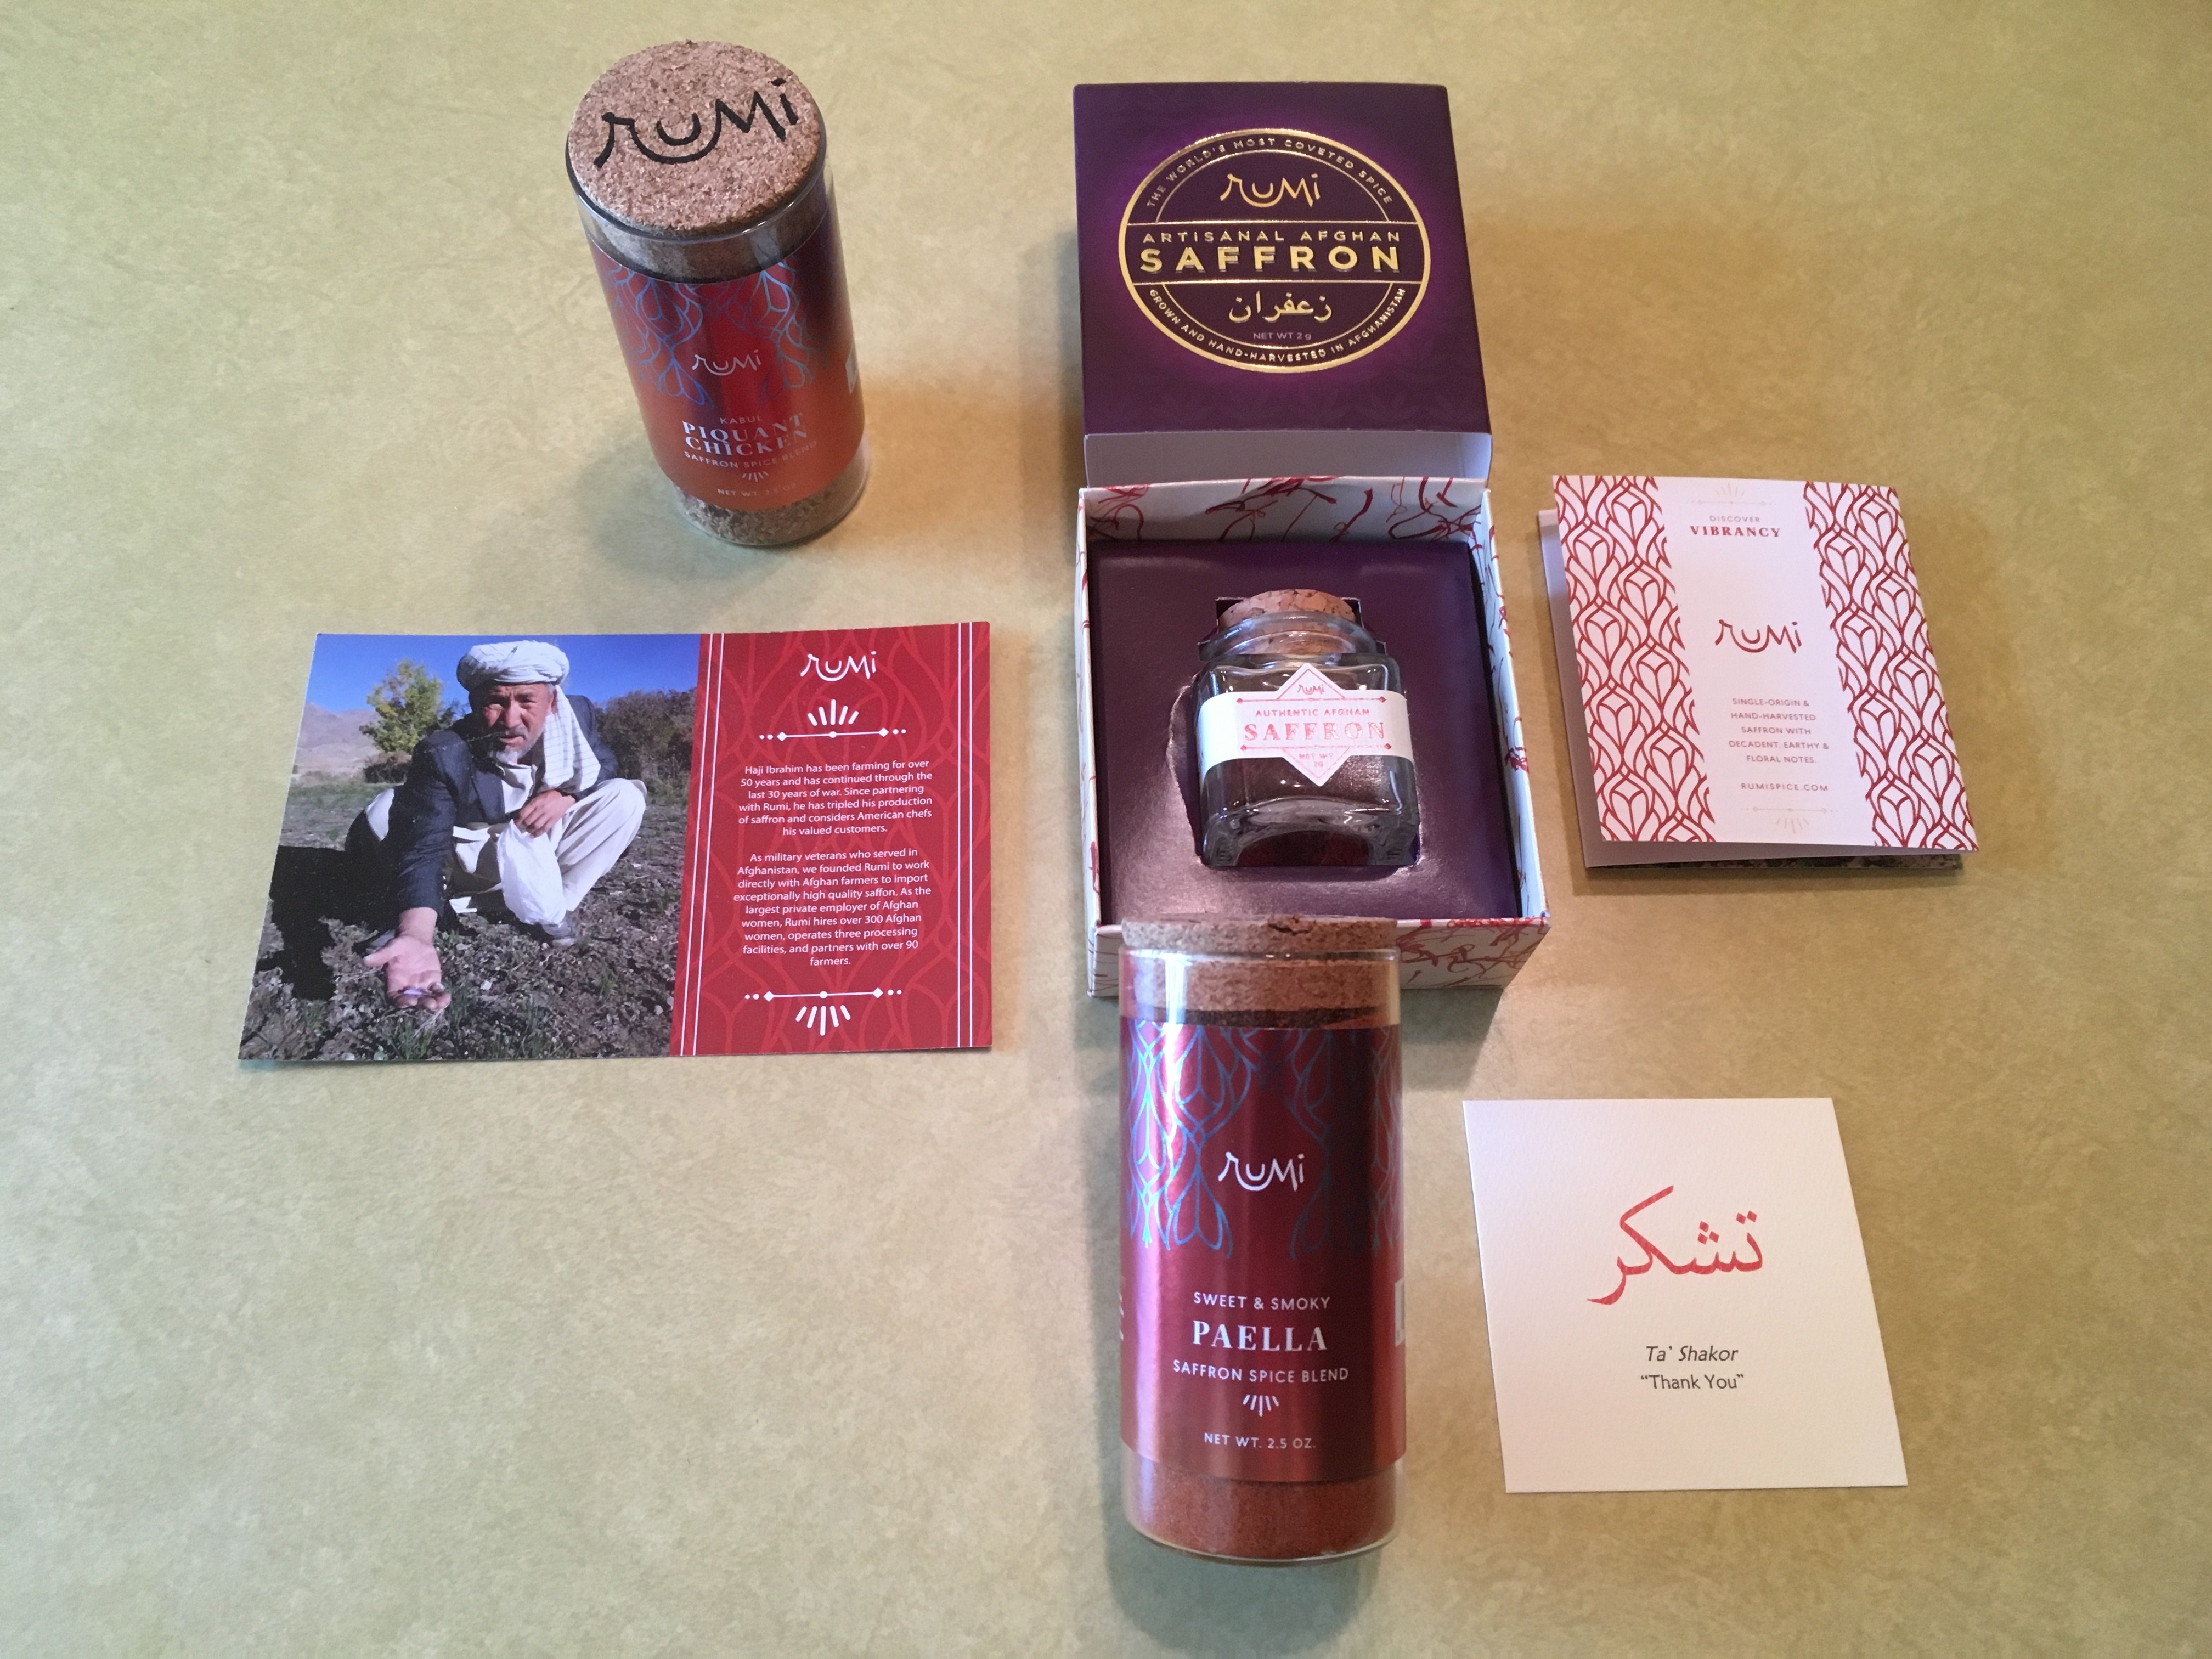 rumi
rumi
KABUL
PIQUANT
CHICKEN
SAFFRON SPICE BLEND
NET WT.
THE WORLD'S MOST COVETED SPICE
rumi
ARTISANAL AFGHAN
SAFFRON
زعفران
NET WT 2 g
GROWN AND HAND-HARVESTED IN AFGHANISTAN
rumi
AUTHENTIC AFGHAN
SAFFRON
NET WT
2g
DISCOVER
VIBRANCY
rumi
SINGLE-ORIGIN &
HAND-HARVESTED
SAFFRON WITH
DECADENT, EARTHY &
FLORAL NOTES.
RUMISPICE.COM
rumi
Haji Ibrahim has been farming for over
50 years and has continued through the
last 30 years of war. Since partnering
with Rumi, he has tripled his production
of saffron and considers American chefs
his valued customers.
As military veterans who served in
Afghanistan, we founded Rumi to work
directly with Afghan farmers to import
exceptionally high quality saffon. As the
largest private employer of Afghan
women, Rumi hires over 300 Afghan
women, operates three processing
facilities, and partners with over 90
farmers.
rumi
SWEET & SMOKY
PAELLA
SAFFRON SPICE BLEND
NET WT. 2.5 OZ.
تشكر
Ta' Shakor
“Thank You”